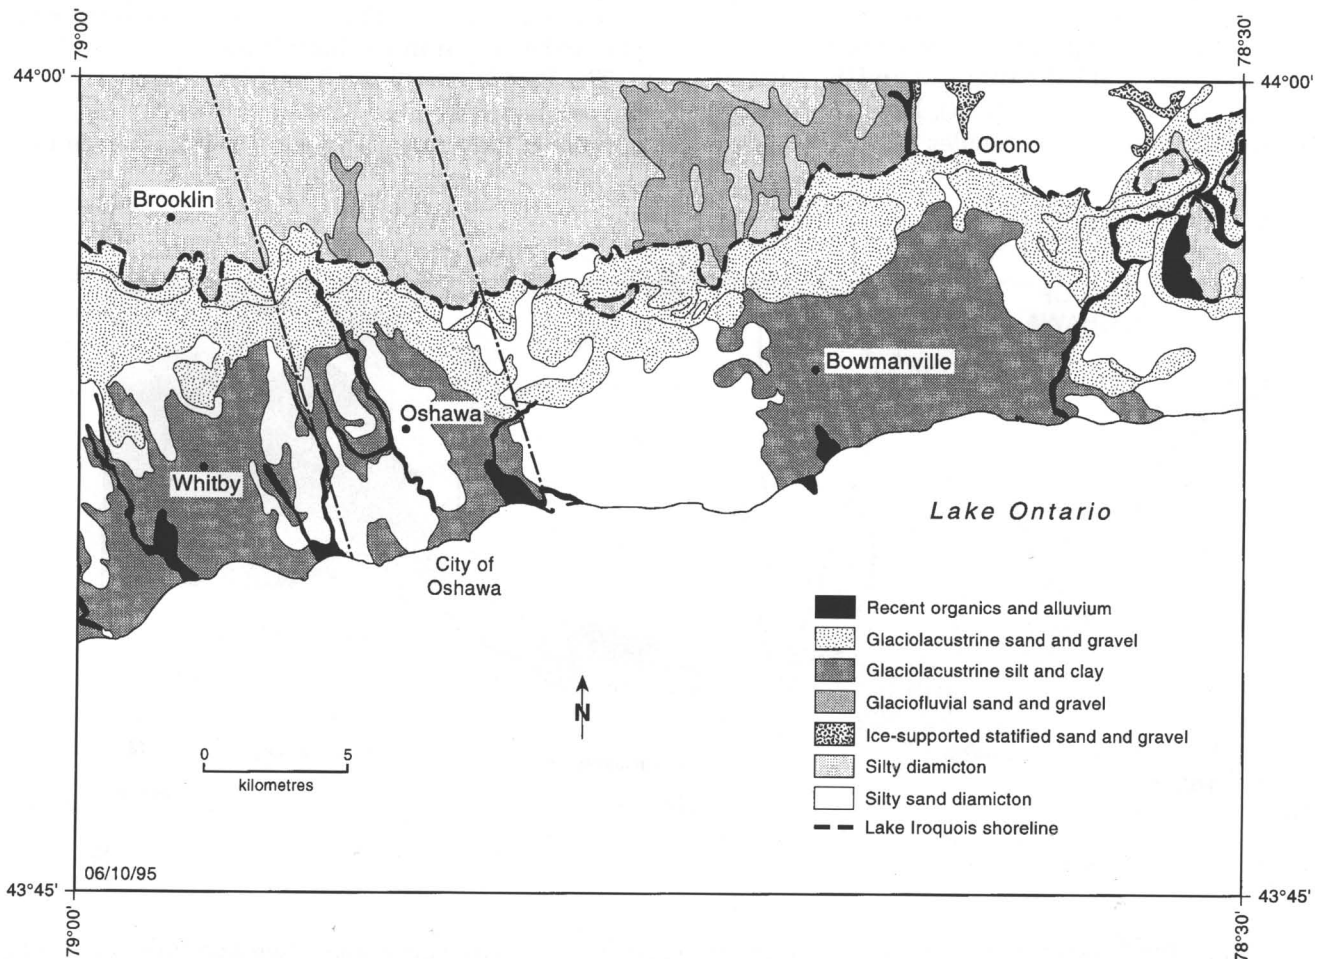 79°00'
78°30'
44°00'
44°00'
Orono
Brooklin
Bowmanville
Oshawa
Whitby
Lake Ontario
City of
Oshawa
Recent organics and alluvium
Glaciolacustrine sand and gravel
Glaciolacustrine silt and clay
Glaciofluvial sand and gravel
N
Ice-supported statified sand and gravel
0 5
kilometres
Silty diamicton
Silty sand diamicton
Lake Iroquois shoreline
06/10/95
43°45'
43°45'
79°00'
78°30'